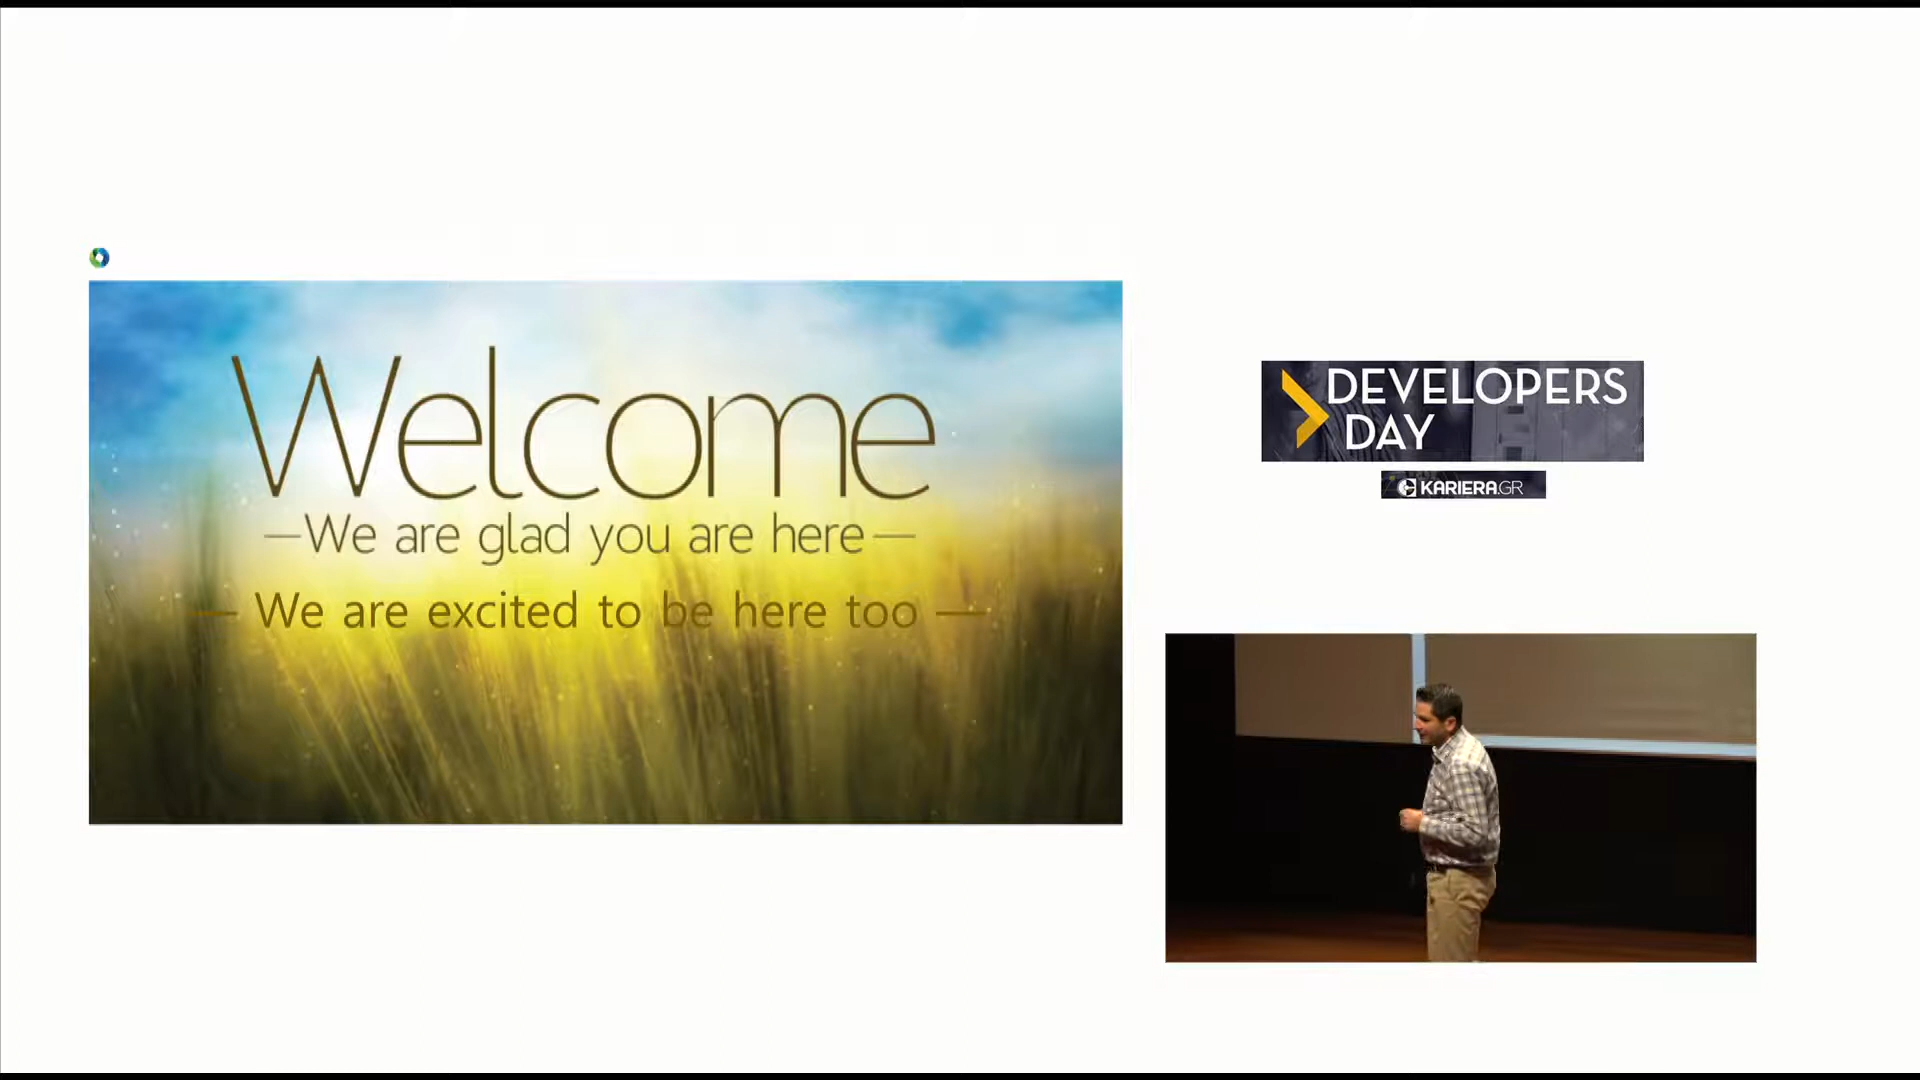 Welcome
—We are glad you are here—
— We are excited to be here too —
DEVELOPERS
DAY
KARIERA.GR